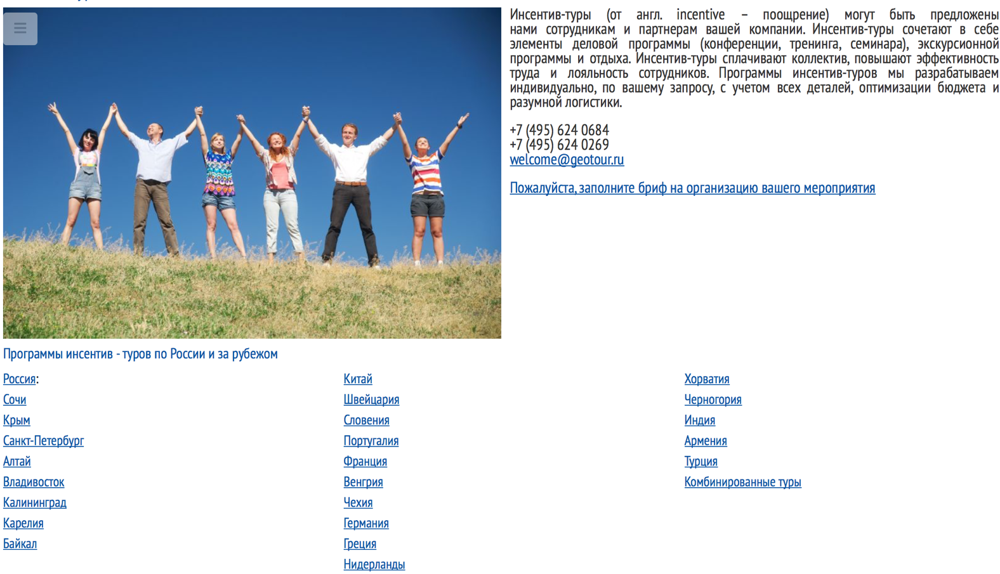 Инсентив-туры (от англ. incentive – поощрение) могут быть предложены
нами сотрудникам и партнерам вашей компании. Инсентив-туры сочетают в себе
элементы деловой программы (конференции, тренинга, семинара), экскурсионной
программы и отдыха. Инсентив-туры сплачивают коллектив, повышают эффективность
труда и лояльность сотрудников. Программы инсентив-туров мы разрабатываем
индивидуально, по вашему запросу, с учетом всех деталей, оптимизации бюджета и
разумной логистики.
+7 (495) 624 0684
+7 (495) 624 0269
welcome@geotour.ru
Пожалуйста, заполните бриф на организацию вашего мероприятия
Программы инсентив - туров по России и за рубежом
Россия:
Сочи
Крым
Санкт-Петербург
Алтай
Владивосток
Калининград
Карелия
Байкал
Китай
Швейцария
Словения
Португалия
Франция
Венгрия
Чехия
Германия
Греция
Нидерланды
Хорватия
Черногория
Индия
Армения
Турция
Комбинированные туры